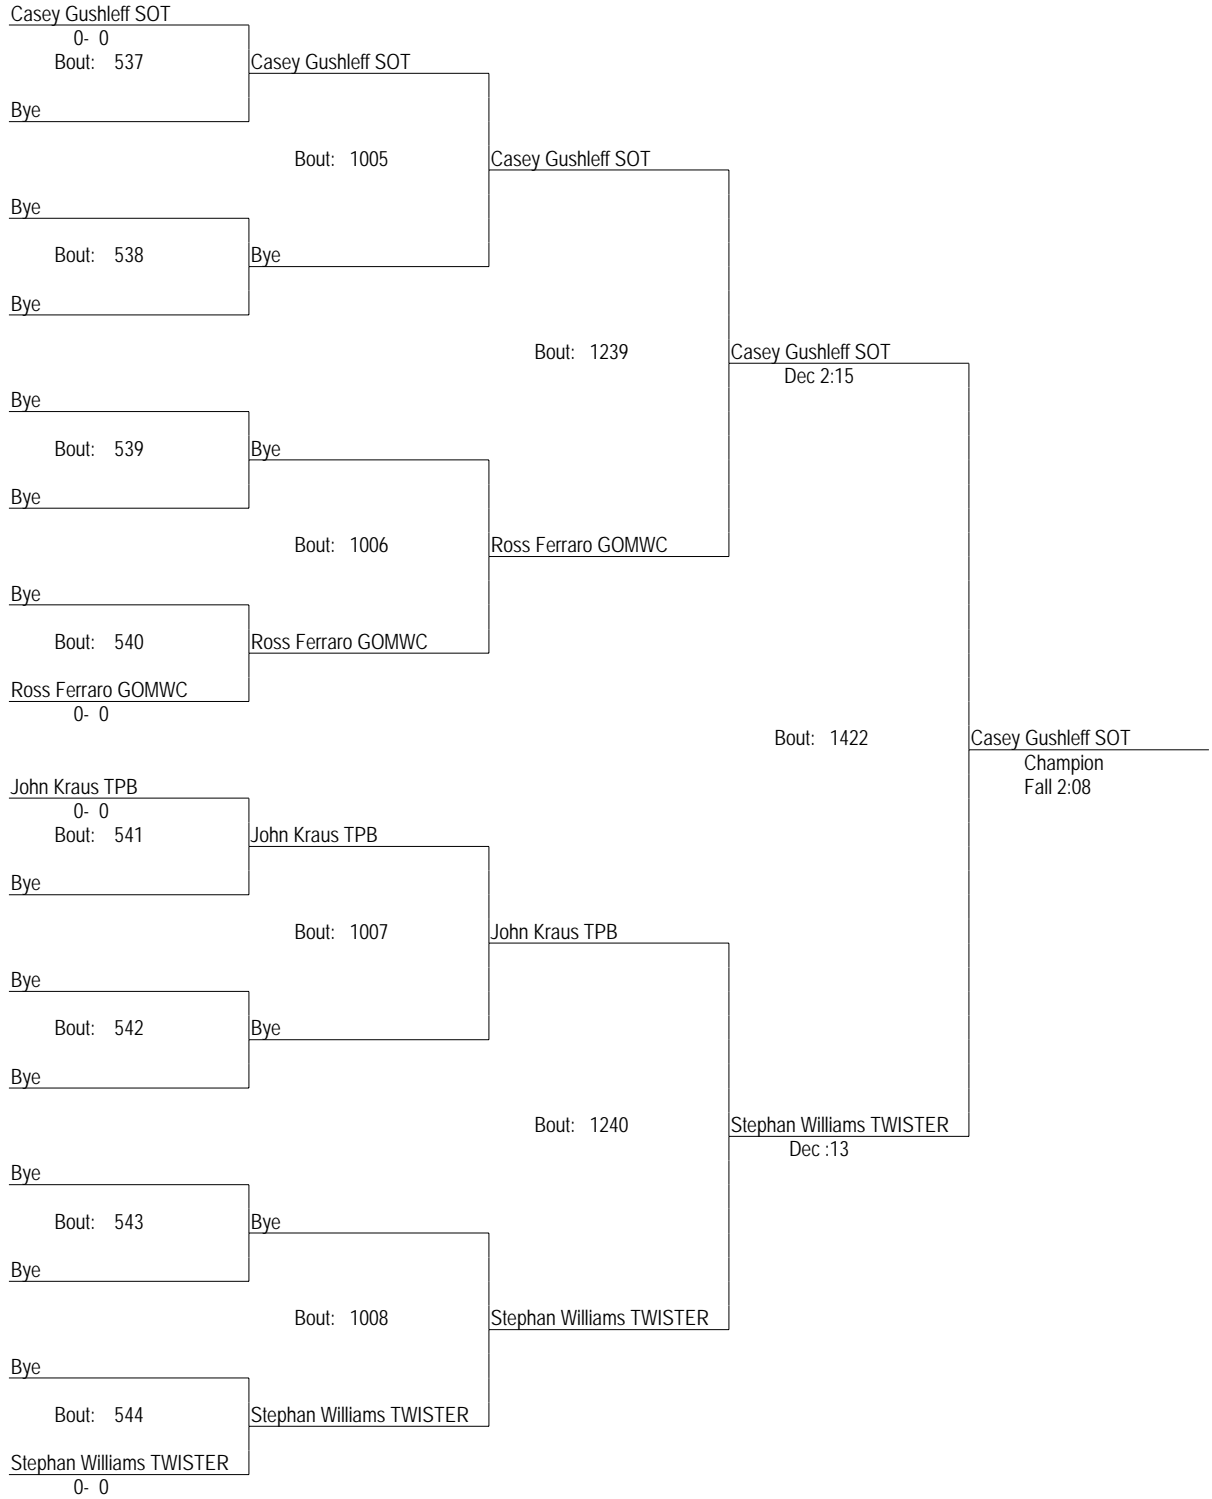 Casey Gushleff SOT
0- 0
Bout: 537
Casey Gushleff SOT
Bye
Bout: 1005
Casey Gushleff SOT
Bye
Bout: 538
Bye
Bye
Bout: 1239
Casey Gushleff SOT
Dec 2:15
Bye
Bout: 539
Bye
Bye
Bout: 1006
Ross Ferraro GOMWC
Bye
Bout: 540
Ross Ferraro GOMWC
Ross Ferraro GOMWC
0- 0
Bout: 1422
Casey Gushleff SOT
Champion
Fall 2:08
John Kraus TPB
0- 0
Bout: 541
John Kraus TPB
Bye
Bout: 1007
John Kraus TPB
Bye
Bout: 542
Bye
Bye
Bout: 1240
Stephan Williams TWISTER
Dec :13
Bye
Bout: 543
Bye
Bye
Bout: 1008
Stephan Williams TWISTER
Bye
Bout: 544
Stephan Williams TWISTER
Stephan Williams TWISTER
0- 0